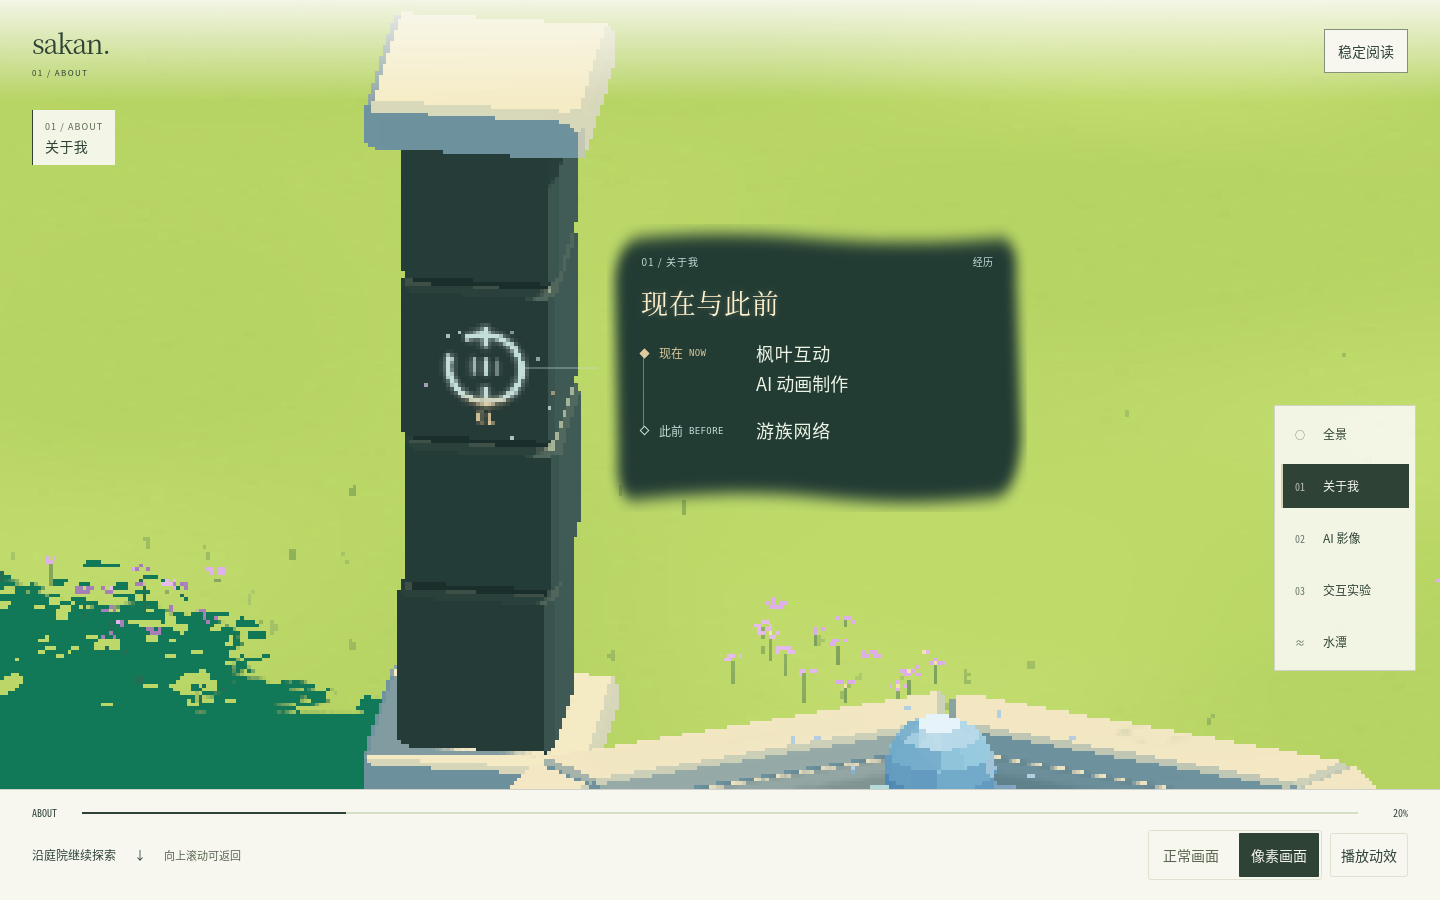 sakan.
01 / ABOUT
稳定阅读
01 / ABOUT
关于我
01 / 关于我
经历
现在与此前
现在 NOW
枫叶互动
AI 动画制作
此前 BEFORE
游族网络
全景
01 关于我
02 AI 影像
03 交互实验
≈ 水潭
ABOUT
20%
沿庭院继续探索 ↓ 向上滚动可返回
正常画面
像素画面
播放动效